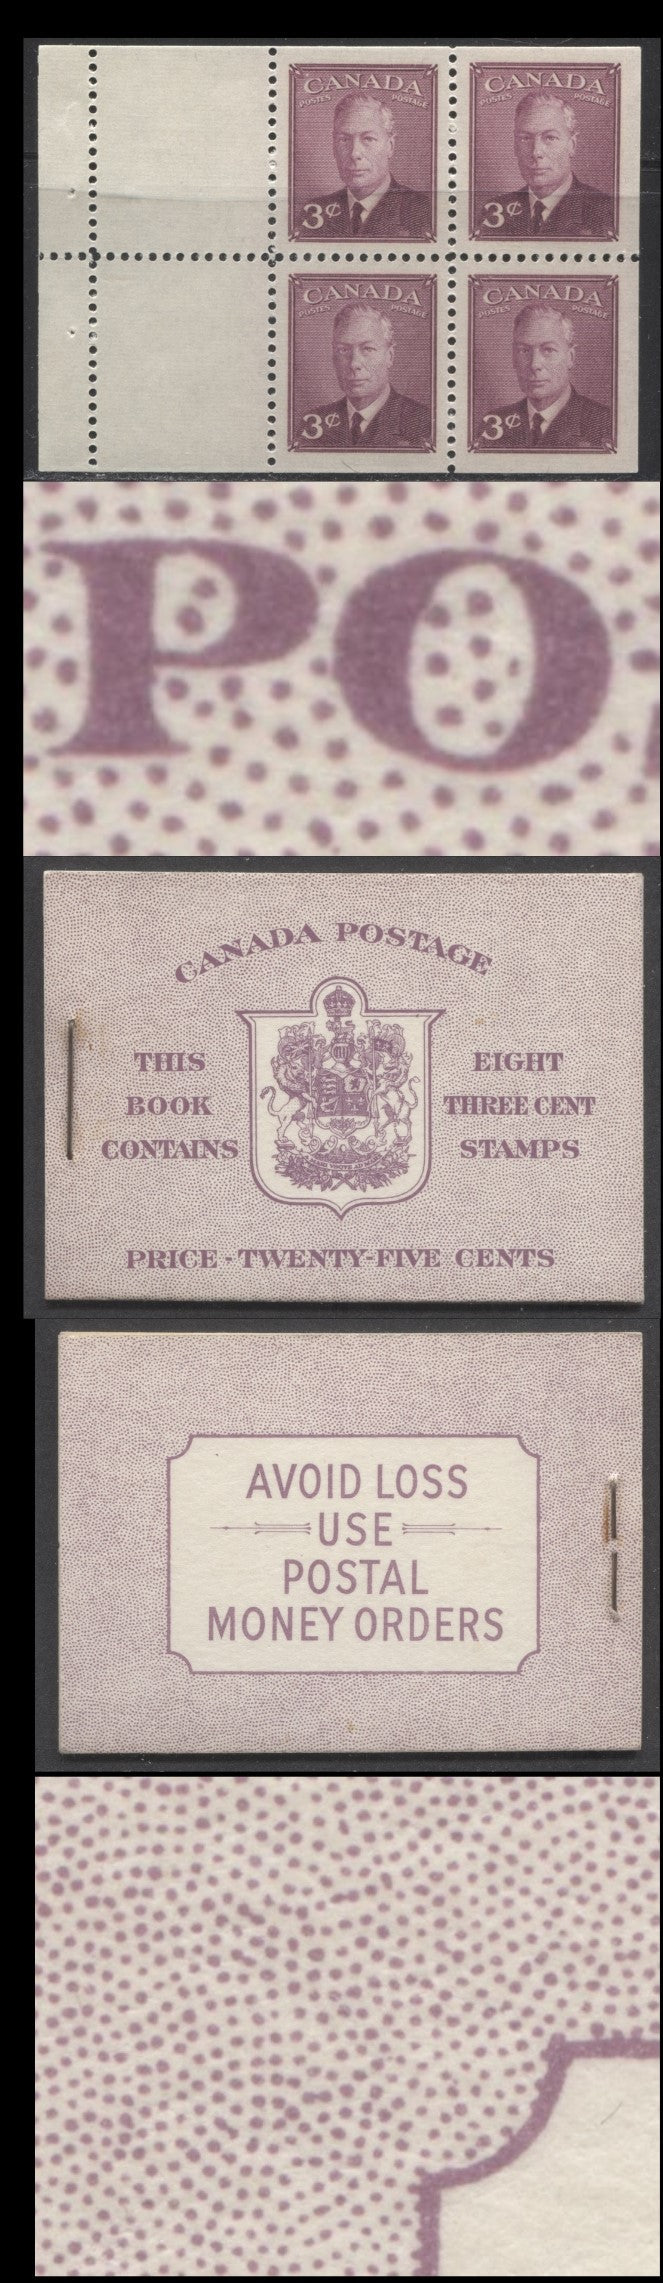 CANADA
POSTES POSTAGE
3¢
CANADA
POSTES POSTAGE
3¢
CANADA
POSTES POSTAGE
3¢
CANADA
POSTES POSTAGE
3¢
PO
CANADA POSTAGE
THIS
BOOK
CONTAINS
EIGHT
THREE CENT
STAMPS
PRICE - TWENTY-FIVE CENTS
AVOID LOSS
USE
POSTAL
MONEY ORDERS